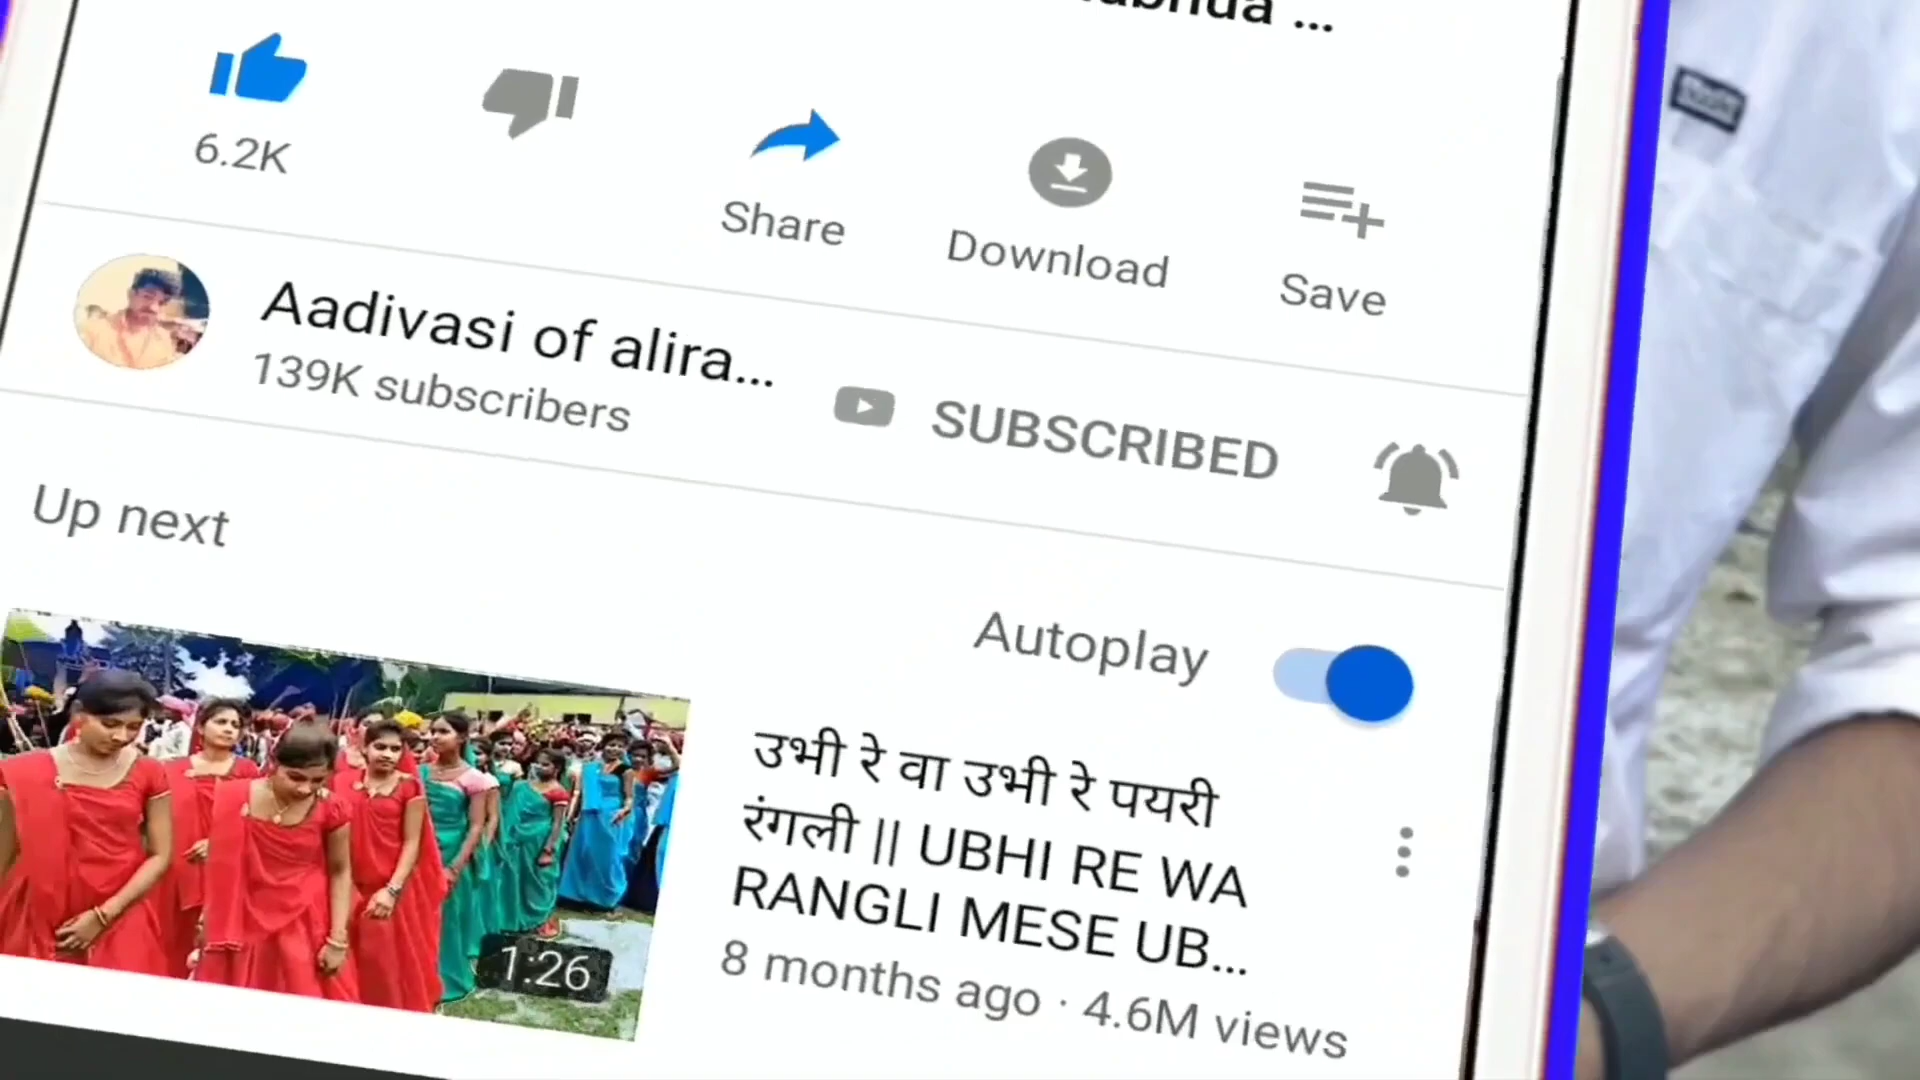 ...
6.2K
Share
Download
Save
Aadivasi of alira...
139K subscribers
SUBSCRIBED
Up next
Autoplay
उभी रे वा उभी रे पयरी
रंगली || UBHI RE WA
RANGLI MESE UB...
8 months ago · 4.6M views
1:26